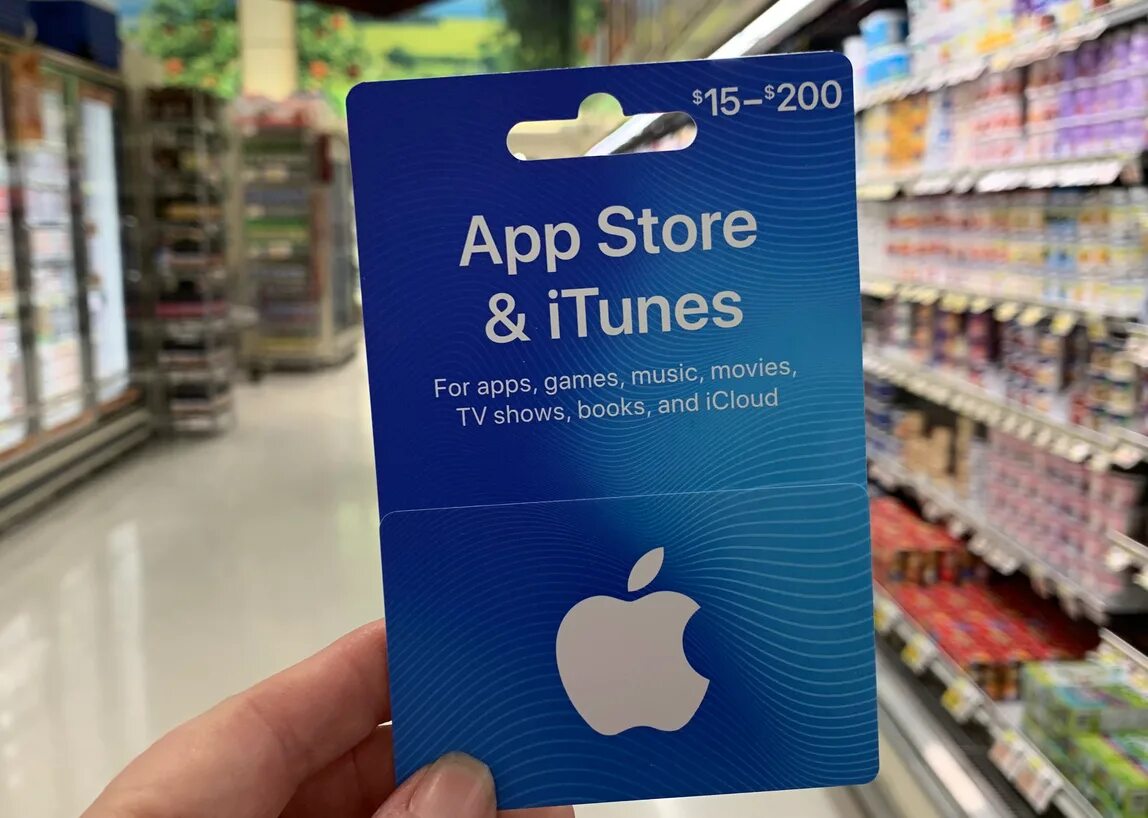 $15–$200
App Store
& iTunes
For apps, games, music, movies,
TV shows, books, and iCloud